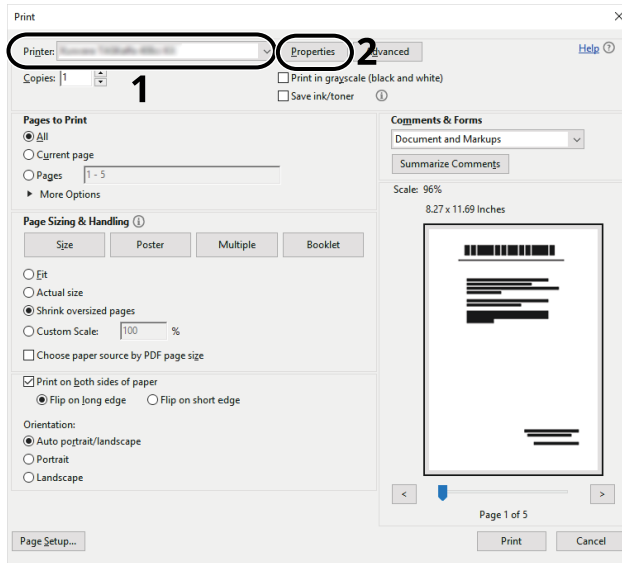 Print
Printer:
Properties
2
Advanced
Help
Copies: 1
1
Print in grayscale (black and white)
Save ink/toner
Pages to Print
All
Current page
Pages 1 - 5
More Options
Page Sizing & Handling
Size Poster Multiple Booklet
Fit
Actual size
Shrink oversized pages
Custom Scale: 100 %
Choose paper source by PDF page size
Print on both sides of paper
Flip on long edge Flip on short edge
Orientation:
Auto portrait/landscape
Portrait
Landscape
Comments & Forms
Document and Markups
Summarize Comments
Scale: 96%
8.27 x 11.69 Inches
< >
Page 1 of 5
Page Setup...
Print Cancel